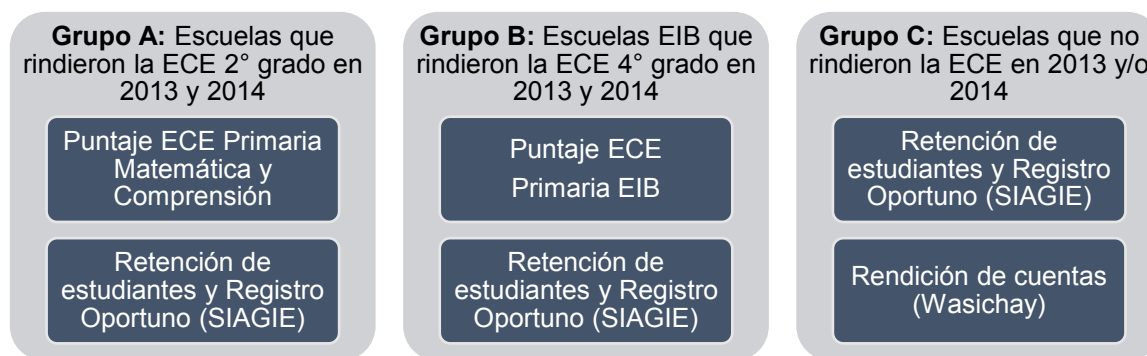 Grupo A: Escuelas que
rindieron la ECE 2° grado en
2013 y 2014
Puntaje ECE Primaria
Matemática y
Comprensión
Retención de
estudiantes y Registro
Oportuno (SIAGIE)
Grupo B: Escuelas EIB que
rindieron la ECE 4° grado en
2013 y 2014
Puntaje ECE
Primaria EIB
Retención de
estudiantes y Registro
Oportuno (SIAGIE)
Grupo C: Escuelas que no
rindieron la ECE en 2013 y/o
2014
Retención de
estudiantes y Registro
Oportuno (SIAGIE)
Rendición de cuentas
(Wasichay)